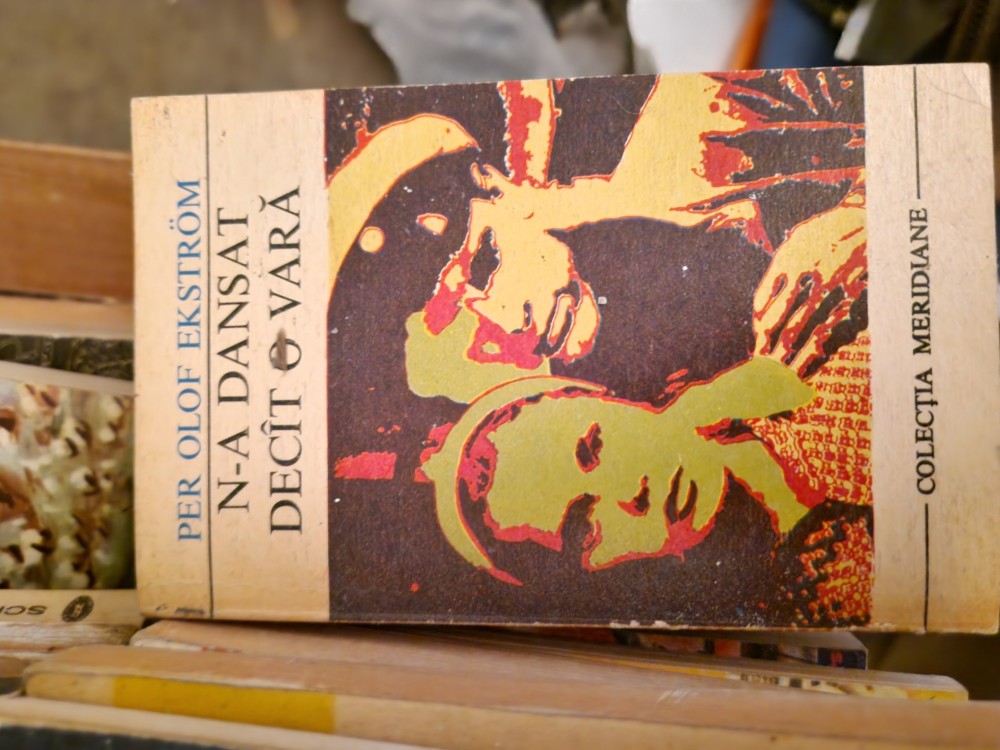 PER OLOF EKSTRÖM
N-A DANSAT
DECÎT O VARĂ
COLECȚIA MERIDIANE